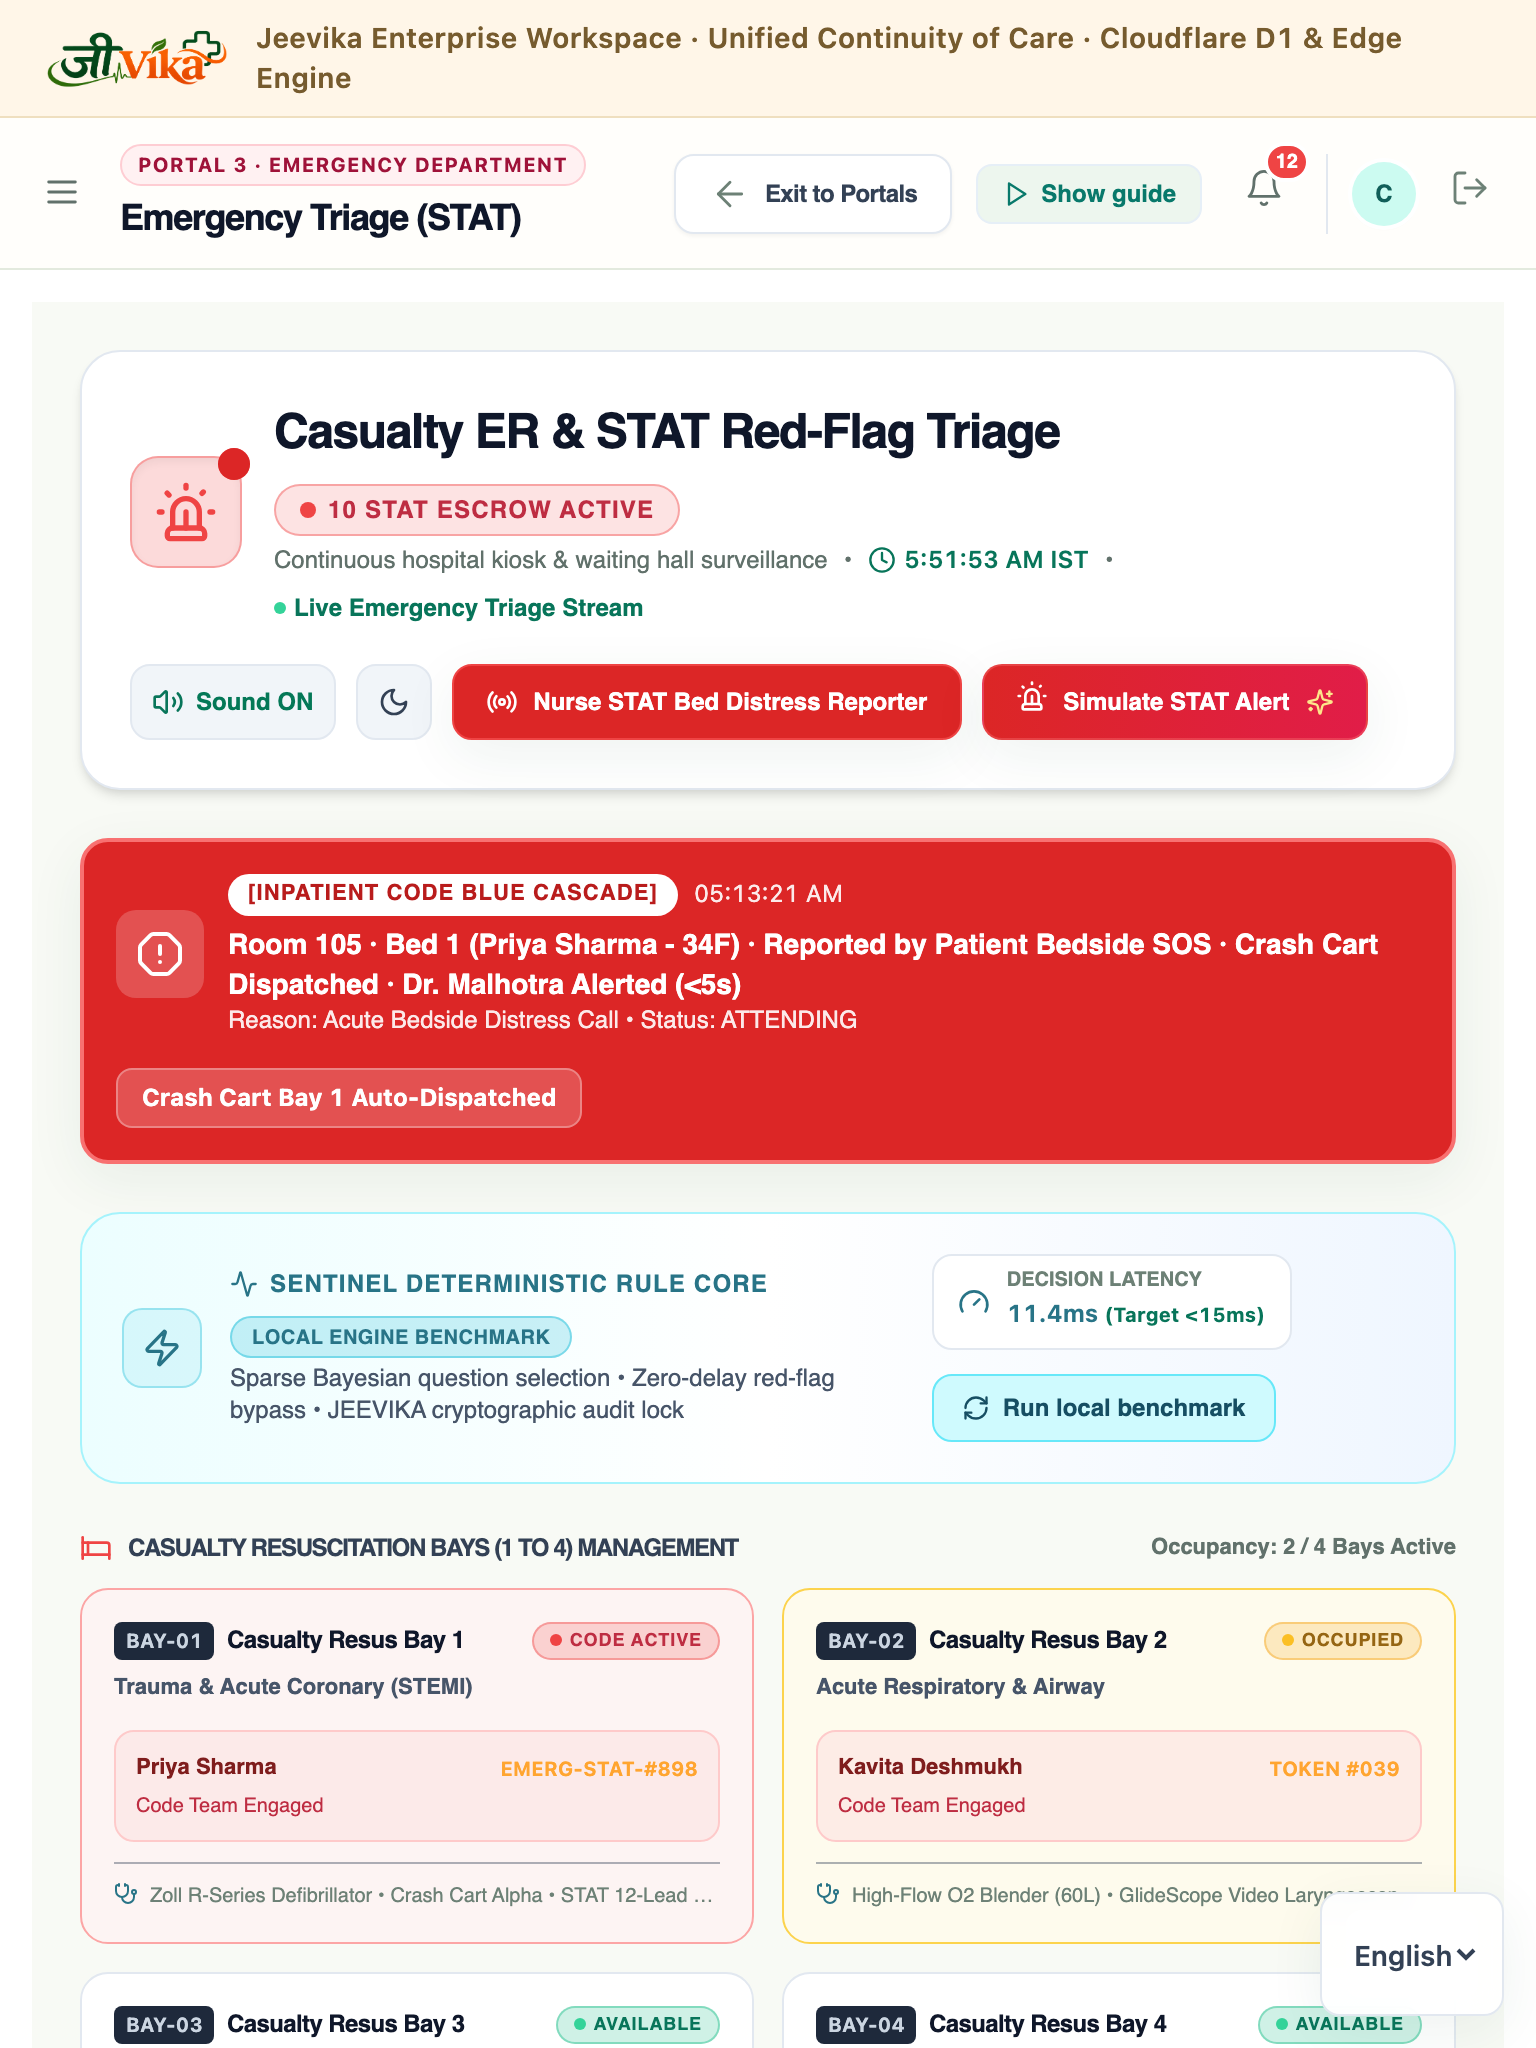 जीvika
Jeevika Enterprise Workspace · Unified Continuity of Care · Cloudflare D1 & Edge
Engine
PORTAL 3 · EMERGENCY DEPARTMENT
Emergency Triage (STAT)
Exit to Portals
Show guide
12
C
Casualty ER & STAT Red-Flag Triage
10 STAT ESCROW ACTIVE
Continuous hospital kiosk & waiting hall surveillance • 5:51:53 AM IST •
Live Emergency Triage Stream
Sound ON
Nurse STAT Bed Distress Reporter
Simulate STAT Alert
[INPATIENT CODE BLUE CASCADE] 05:13:21 AM
Room 105 · Bed 1 (Priya Sharma - 34F) · Reported by Patient Bedside SOS · Crash Cart
Dispatched · Dr. Malhotra Alerted (<5s)
Reason: Acute Bedside Distress Call • Status: ATTENDING
Crash Cart Bay 1 Auto-Dispatched
SENTINEL DETERMINISTIC RULE CORE
LOCAL ENGINE BENCHMARK
Sparse Bayesian question selection • Zero-delay red-flag
bypass • JEEVIKA cryptographic audit lock
DECISION LATENCY
11.4ms (Target <15ms)
Run local benchmark
CASUALTY RESUSCITATION BAYS (1 TO 4) MANAGEMENT
Occupancy: 2 / 4 Bays Active
BAY-01 Casualty Resus Bay 1 CODE ACTIVE
Trauma & Acute Coronary (STEMI)
Priya Sharma EMERG-STAT-#898
Code Team Engaged
Zoll R-Series Defibrillator • Crash Cart Alpha • STAT 12-Lead ...
BAY-02 Casualty Resus Bay 2 OCCUPIED
Acute Respiratory & Airway
Kavita Deshmukh TOKEN #039
Code Team Engaged
High-Flow O2 Blender (60L) • GlideScope Video
English
BAY-03 Casualty Resus Bay 3 AVAILABLE
BAY-04 Casualty Resus Bay 4 AVAILABLE